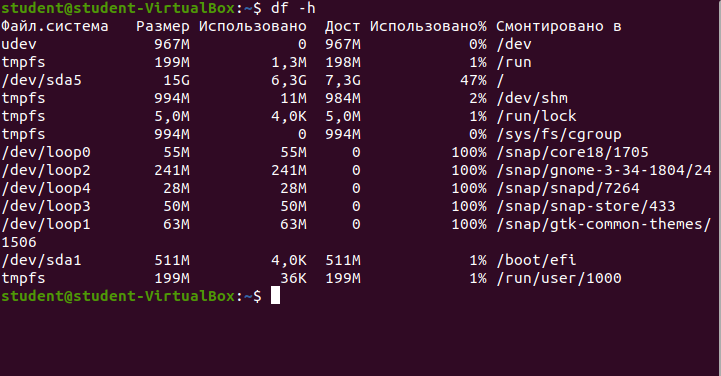 student@student-VirtualBox:~$ df -h
Файл.система   Размер Использовано  Дост Использовано% Смонтировано в
udev             967M            0  967M            0% /dev
tmpfs            199M         1,3M  198M            1% /run
/dev/sda5         15G         6,3G  7,3G           47% /
tmpfs            994M          11M  984M            2% /dev/shm
tmpfs            5,0M         4,0K  5,0M            1% /run/lock
tmpfs            994M            0  994M            0% /sys/fs/cgroup
/dev/loop0        55M          55M     0          100% /snap/core18/1705
/dev/loop2       241M         241M     0          100% /snap/gnome-3-34-1804/24
/dev/loop4        28M          28M     0          100% /snap/snapd/7264
/dev/loop3        50M          50M     0          100% /snap/snap-store/433
/dev/loop1        63M          63M     0          100% /snap/gtk-common-themes/
1506
/dev/sda1        511M         4,0K  511M            1% /boot/efi
tmpfs            199M          36K  199M            1% /run/user/1000
student@student-VirtualBox:~$